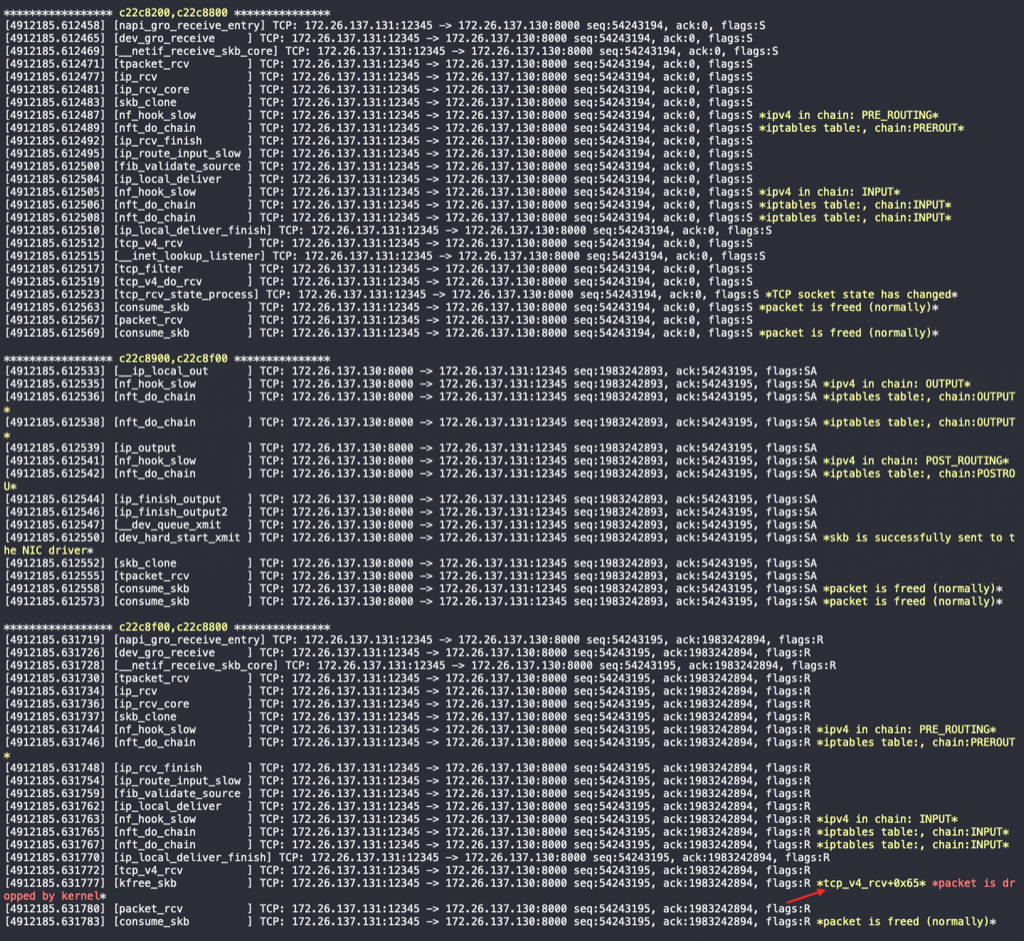 ***************** c22c8200,c22c8800 ***************
[4912185.612458] [napi_gro_receive_entry] TCP: 172.26.137.131:12345 -> 172.26.137.130:8000 seq:54243194, ack:0, flags:S
[4912185.612465] [dev_gro_receive     ] TCP: 172.26.137.131:12345 -> 172.26.137.130:8000 seq:54243194, ack:0, flags:S
[4912185.612469] [__netif_receive_skb_core] TCP: 172.26.137.131:12345 -> 172.26.137.130:8000 seq:54243194, ack:0, flags:S
[4912185.612471] [tpacket_rcv         ] TCP: 172.26.137.131:12345 -> 172.26.137.130:8000 seq:54243194, ack:0, flags:S
[4912185.612477] [ip_rcv              ] TCP: 172.26.137.131:12345 -> 172.26.137.130:8000 seq:54243194, ack:0, flags:S
[4912185.612481] [ip_rcv_core         ] TCP: 172.26.137.131:12345 -> 172.26.137.130:8000 seq:54243194, ack:0, flags:S
[4912185.612483] [skb_clone           ] TCP: 172.26.137.131:12345 -> 172.26.137.130:8000 seq:54243194, ack:0, flags:S
[4912185.612487] [nf_hook_slow        ] TCP: 172.26.137.131:12345 -> 172.26.137.130:8000 seq:54243194, ack:0, flags:S *ipv4 in chain: PRE_ROUTING*
[4912185.612489] [nft_do_chain        ] TCP: 172.26.137.131:12345 -> 172.26.137.130:8000 seq:54243194, ack:0, flags:S *iptables table:, chain:PREROUT*
[4912185.612492] [ip_rcv_finish       ] TCP: 172.26.137.131:12345 -> 172.26.137.130:8000 seq:54243194, ack:0, flags:S
[4912185.612495] [ip_route_input_slow ] TCP: 172.26.137.131:12345 -> 172.26.137.130:8000 seq:54243194, ack:0, flags:S
[4912185.612500] [fib_validate_source ] TCP: 172.26.137.131:12345 -> 172.26.137.130:8000 seq:54243194, ack:0, flags:S
[4912185.612504] [ip_local_deliver    ] TCP: 172.26.137.131:12345 -> 172.26.137.130:8000 seq:54243194, ack:0, flags:S
[4912185.612505] [nf_hook_slow        ] TCP: 172.26.137.131:12345 -> 172.26.137.130:8000 seq:54243194, ack:0, flags:S *ipv4 in chain: INPUT*
[4912185.612506] [nft_do_chain        ] TCP: 172.26.137.131:12345 -> 172.26.137.130:8000 seq:54243194, ack:0, flags:S *iptables table:, chain:INPUT*
[4912185.612508] [nft_do_chain        ] TCP: 172.26.137.131:12345 -> 172.26.137.130:8000 seq:54243194, ack:0, flags:S *iptables table:, chain:INPUT*
[4912185.612510] [ip_local_deliver_finish] TCP: 172.26.137.131:12345 -> 172.26.137.130:8000 seq:54243194, ack:0, flags:S
[4912185.612512] [tcp_v4_rcv          ] TCP: 172.26.137.131:12345 -> 172.26.137.130:8000 seq:54243194, ack:0, flags:S
[4912185.612515] [__inet_lookup_listener] TCP: 172.26.137.131:12345 -> 172.26.137.130:8000 seq:54243194, ack:0, flags:S
[4912185.612517] [tcp_filter          ] TCP: 172.26.137.131:12345 -> 172.26.137.130:8000 seq:54243194, ack:0, flags:S
[4912185.612519] [tcp_v4_do_rcv       ] TCP: 172.26.137.131:12345 -> 172.26.137.130:8000 seq:54243194, ack:0, flags:S
[4912185.612523] [tcp_rcv_state_process] TCP: 172.26.137.131:12345 -> 172.26.137.130:8000 seq:54243194, ack:0, flags:S *TCP socket state has changed*
[4912185.612563] [consume_skb         ] TCP: 172.26.137.131:12345 -> 172.26.137.130:8000 seq:54243194, ack:0, flags:S *packet is freed (normally)*
[4912185.612567] [packet_rcv          ] TCP: 172.26.137.131:12345 -> 172.26.137.130:8000 seq:54243194, ack:0, flags:S
[4912185.612569] [consume_skb         ] TCP: 172.26.137.131:12345 -> 172.26.137.130:8000 seq:54243194, ack:0, flags:S *packet is freed (normally)*
***************** c22c8900,c22c8f00 ***************
[4912185.612533] [__ip_local_out      ] TCP: 172.26.137.130:8000 -> 172.26.137.131:12345 seq:1983242893, ack:54243195, flags:SA
[4912185.612535] [nf_hook_slow        ] TCP: 172.26.137.130:8000 -> 172.26.137.131:12345 seq:1983242893, ack:54243195, flags:SA *ipv4 in chain: OUTPUT*
[4912185.612536] [nft_do_chain        ] TCP: 172.26.137.130:8000 -> 172.26.137.131:12345 seq:1983242893, ack:54243195, flags:SA *iptables table:, chain:OUTPUT
*
[4912185.612538] [nft_do_chain        ] TCP: 172.26.137.130:8000 -> 172.26.137.131:12345 seq:1983242893, ack:54243195, flags:SA *iptables table:, chain:OUTPUT
*
[4912185.612539] [ip_output           ] TCP: 172.26.137.130:8000 -> 172.26.137.131:12345 seq:1983242893, ack:54243195, flags:SA
[4912185.612541] [nf_hook_slow        ] TCP: 172.26.137.130:8000 -> 172.26.137.131:12345 seq:1983242893, ack:54243195, flags:SA *ipv4 in chain: POST_ROUTING*
[4912185.612542] [nft_do_chain        ] TCP: 172.26.137.130:8000 -> 172.26.137.131:12345 seq:1983242893, ack:54243195, flags:SA *iptables table:, chain:POSTRO
U*
[4912185.612544] [ip_finish_output    ] TCP: 172.26.137.130:8000 -> 172.26.137.131:12345 seq:1983242893, ack:54243195, flags:SA
[4912185.612546] [ip_finish_output2   ] TCP: 172.26.137.130:8000 -> 172.26.137.131:12345 seq:1983242893, ack:54243195, flags:SA
[4912185.612547] [__dev_queue_xmit    ] TCP: 172.26.137.130:8000 -> 172.26.137.131:12345 seq:1983242893, ack:54243195, flags:SA
[4912185.612550] [dev_hard_start_xmit ] TCP: 172.26.137.130:8000 -> 172.26.137.131:12345 seq:1983242893, ack:54243195, flags:SA *skb is successfully sent to t
he NIC driver*
[4912185.612552] [skb_clone           ] TCP: 172.26.137.130:8000 -> 172.26.137.131:12345 seq:1983242893, ack:54243195, flags:SA
[4912185.612555] [tpacket_rcv         ] TCP: 172.26.137.130:8000 -> 172.26.137.131:12345 seq:1983242893, ack:54243195, flags:SA
[4912185.612558] [consume_skb         ] TCP: 172.26.137.130:8000 -> 172.26.137.131:12345 seq:1983242893, ack:54243195, flags:SA *packet is freed (normally)*
[4912185.612573] [consume_skb         ] TCP: 172.26.137.130:8000 -> 172.26.137.131:12345 seq:1983242893, ack:54243195, flags:SA *packet is freed (normally)*
***************** c22c8f00,c22c8800 ***************
[4912185.631719] [napi_gro_receive_entry] TCP: 172.26.137.131:12345 -> 172.26.137.130:8000 seq:54243195, ack:1983242894, flags:R
[4912185.631726] [dev_gro_receive     ] TCP: 172.26.137.131:12345 -> 172.26.137.130:8000 seq:54243195, ack:1983242894, flags:R
[4912185.631728] [__netif_receive_skb_core] TCP: 172.26.137.131:12345 -> 172.26.137.130:8000 seq:54243195, ack:1983242894, flags:R
[4912185.631730] [tpacket_rcv         ] TCP: 172.26.137.131:12345 -> 172.26.137.130:8000 seq:54243195, ack:1983242894, flags:R
[4912185.631734] [ip_rcv              ] TCP: 172.26.137.131:12345 -> 172.26.137.130:8000 seq:54243195, ack:1983242894, flags:R
[4912185.631736] [ip_rcv_core         ] TCP: 172.26.137.131:12345 -> 172.26.137.130:8000 seq:54243195, ack:1983242894, flags:R
[4912185.631737] [skb_clone           ] TCP: 172.26.137.131:12345 -> 172.26.137.130:8000 seq:54243195, ack:1983242894, flags:R
[4912185.631744] [nf_hook_slow        ] TCP: 172.26.137.131:12345 -> 172.26.137.130:8000 seq:54243195, ack:1983242894, flags:R *ipv4 in chain: PRE_ROUTING*
[4912185.631746] [nft_do_chain        ] TCP: 172.26.137.131:12345 -> 172.26.137.130:8000 seq:54243195, ack:1983242894, flags:R *iptables table:, chain:PREROUT
*
[4912185.631748] [ip_rcv_finish       ] TCP: 172.26.137.131:12345 -> 172.26.137.130:8000 seq:54243195, ack:1983242894, flags:R
[4912185.631754] [ip_route_input_slow ] TCP: 172.26.137.131:12345 -> 172.26.137.130:8000 seq:54243195, ack:1983242894, flags:R
[4912185.631759] [fib_validate_source ] TCP: 172.26.137.131:12345 -> 172.26.137.130:8000 seq:54243195, ack:1983242894, flags:R
[4912185.631762] [ip_local_deliver    ] TCP: 172.26.137.131:12345 -> 172.26.137.130:8000 seq:54243195, ack:1983242894, flags:R
[4912185.631763] [nf_hook_slow        ] TCP: 172.26.137.131:12345 -> 172.26.137.130:8000 seq:54243195, ack:1983242894, flags:R *ipv4 in chain: INPUT*
[4912185.631765] [nft_do_chain        ] TCP: 172.26.137.131:12345 -> 172.26.137.130:8000 seq:54243195, ack:1983242894, flags:R *iptables table:, chain:INPUT*
[4912185.631767] [nft_do_chain        ] TCP: 172.26.137.131:12345 -> 172.26.137.130:8000 seq:54243195, ack:1983242894, flags:R *iptables table:, chain:INPUT*
[4912185.631770] [ip_local_deliver_finish] TCP: 172.26.137.131:12345 -> 172.26.137.130:8000 seq:54243195, ack:1983242894, flags:R
[4912185.631772] [tcp_v4_rcv          ] TCP: 172.26.137.131:12345 -> 172.26.137.130:8000 seq:54243195, ack:1983242894, flags:R
[4912185.631777] [kfree_skb           ] TCP: 172.26.137.131:12345 -> 172.26.137.130:8000 seq:54243195, ack:1983242894, flags:R *tcp_v4_rcv+0x65* *packet is dr
opped by kernel*
[4912185.631780] [packet_rcv          ] TCP: 172.26.137.131:12345 -> 172.26.137.130:8000 seq:54243195, ack:1983242894, flags:R
[4912185.631783] [consume_skb         ] TCP: 172.26.137.131:12345 -> 172.26.137.130:8000 seq:54243195, ack:1983242894, flags:R *packet is freed (normally)*